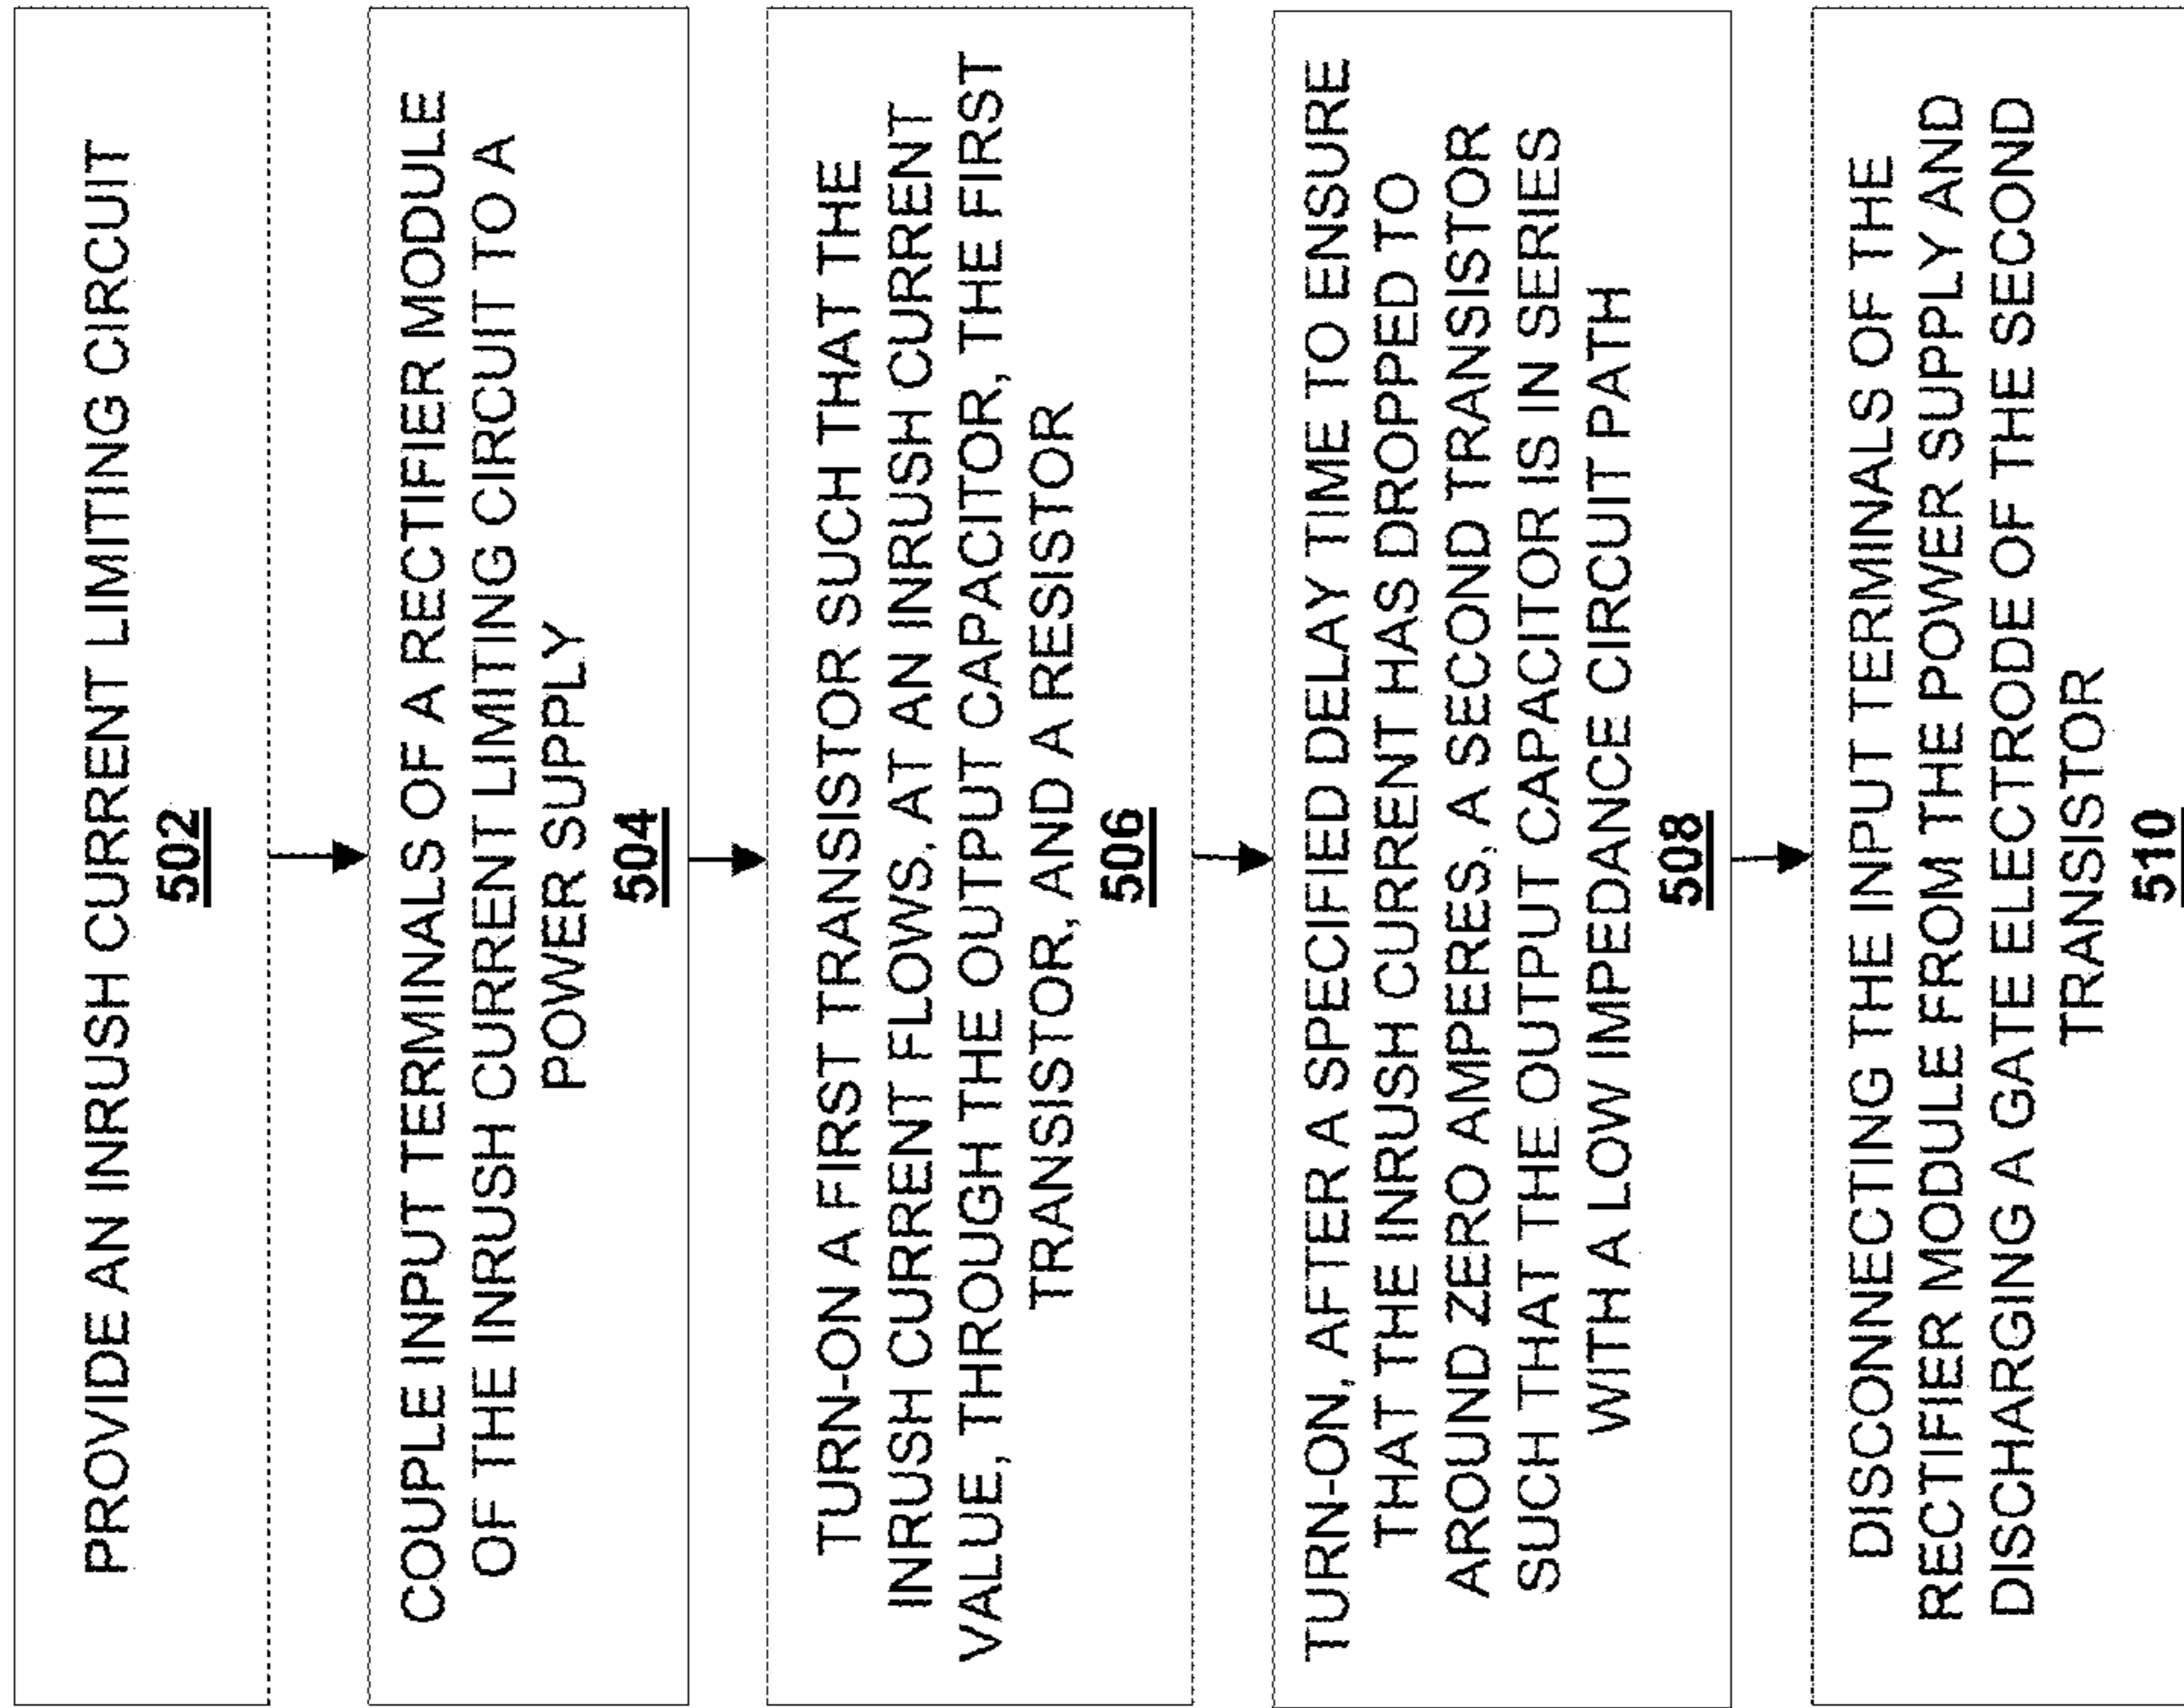 PROVIDE AN INRUSH CURRENT LIMITING CIRCUIT
502
COUPLE INPUT TERMINALS OF A RECTIFIER MODULE
OF THE INRUSH CURRENT LIMITING CIRCUIT TO A
POWER SUPPLY
504
TURN-ON A FIRST TRANSISTOR SUCH THAT THE
INRUSH CURRENT FLOWS, AT AN INRUSH CURRENT
VALUE, THROUGH THE OUTPUT CAPACITOR, THE FIRST
TRANSISTOR, AND A RESISTOR
506
TURN-ON, AFTER A SPECIFIED DELAY TIME TO ENSURE
THAT THE INRUSH CURRENT HAS DROPPED TO
AROUND ZERO AMPERES, A SECOND TRANSISTOR
SUCH THAT THE OUTPUT CAPACITOR IS IN SERIES
WITH A LOW IMPEDANCE CIRCUIT PATH
508
DISCONNECTING THE INPUT TERMINALS OF THE
RECTIFIER MODULE FROM THE POWER SUPPLY AND
DISCHARGING A GATE ELECTRODE OF THE SECOND
TRANSISTOR
510